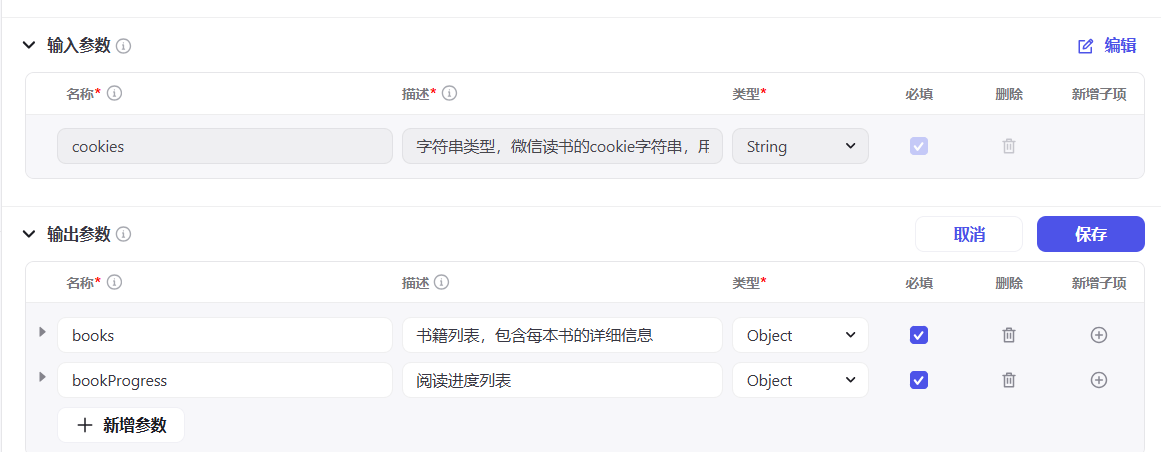 输入参数 编辑
名称* 描述* 类型* 必填 删除 新增子项
cookies 字符串类型，微信读书的cookie字符串，用 String
输出参数 取消 保存
名称* 描述 类型* 必填 删除 新增子项
books 书籍列表，包含每本书的详细信息 Object
bookProgress 阅读进度列表 Object
新增参数